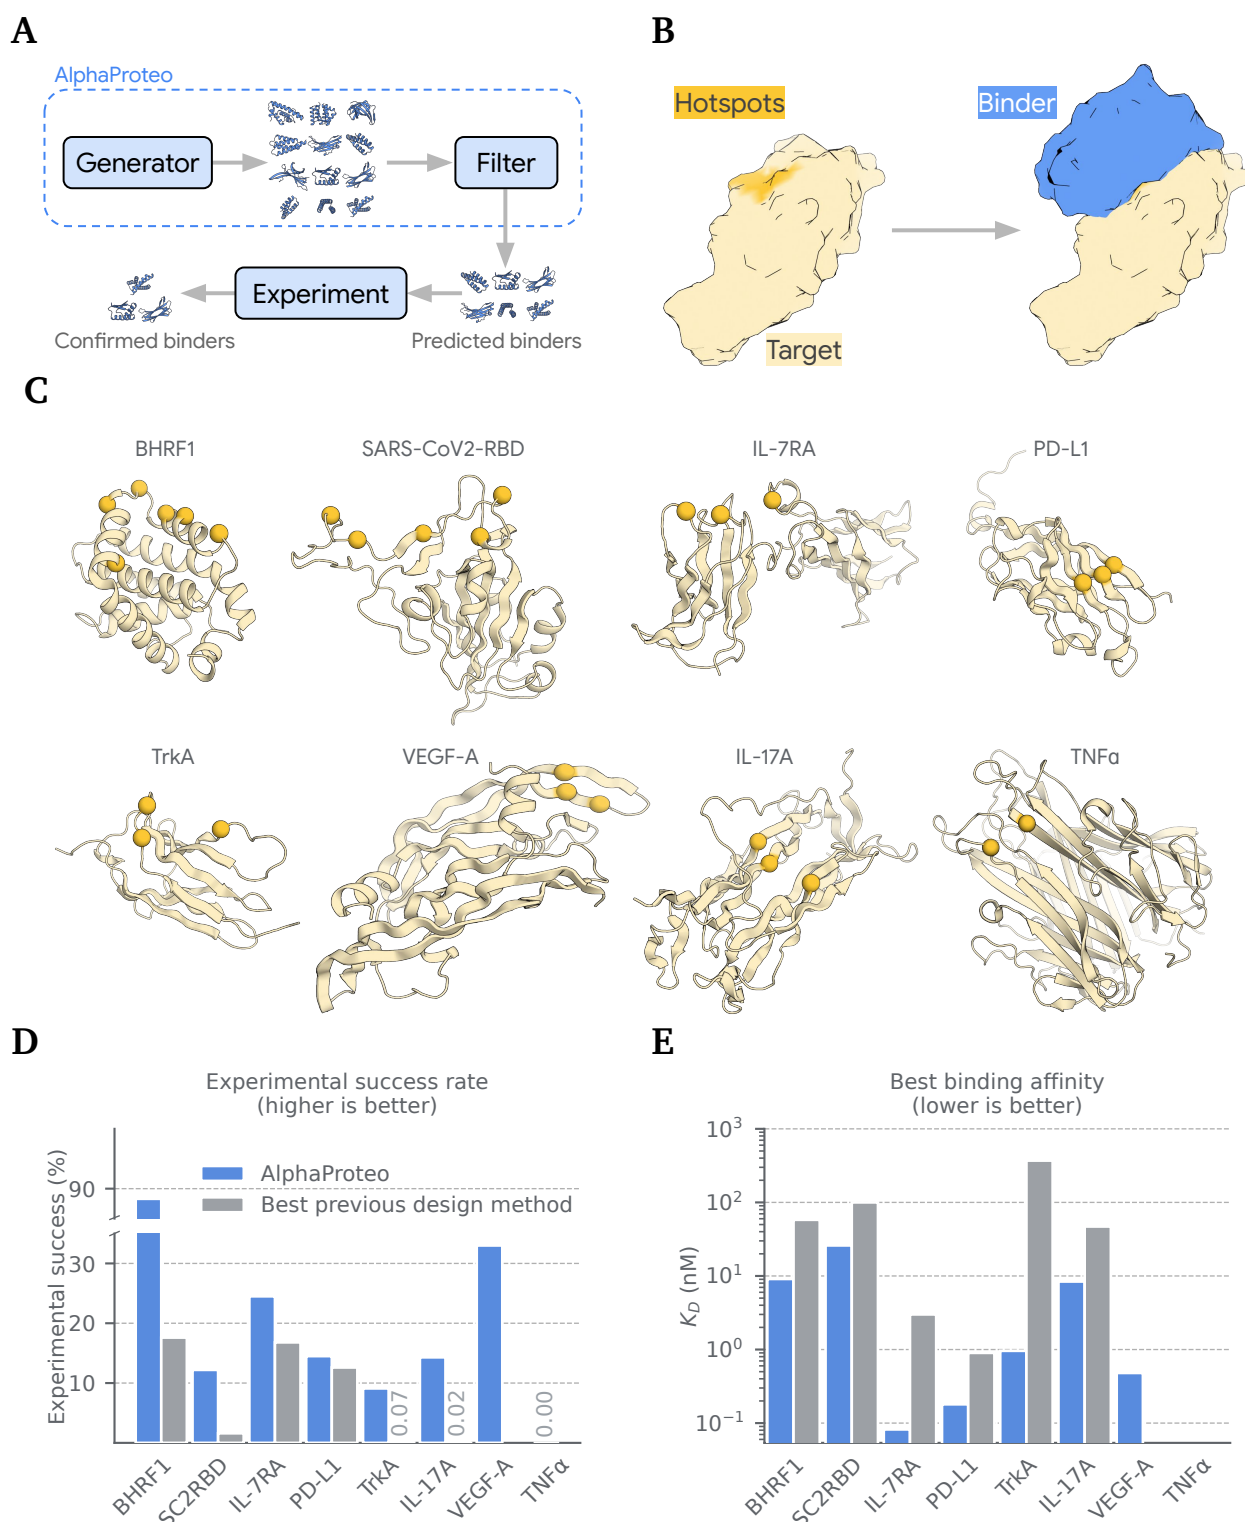 A
AlphaProteo
Generator
Filter
Experiment
Confirmed binders
Predicted binders
B
Hotspots
Binder
Target
C
BHRF1
SARS-CoV2-RBD
IL-7RA
PD-L1
TrkA
VEGF-A
IL-17A
TNFα
D
Experimental success rate
(higher is better)
Experimental success (%)
90
30
20
10
AlphaProteo
Best previous design method
0.07
0.02
0.00
BHRF1
SC2RBD
IL-7RA
PD-L1
TrkA
IL-17A
VEGF-A
TNFα
E
Best binding affinity
(lower is better)
K_D (nM)
10³
10²
10¹
10⁰
10⁻¹
BHRF1
SC2RBD
IL-7RA
PD-L1
TrkA
IL-17A
VEGF-A
TNFα